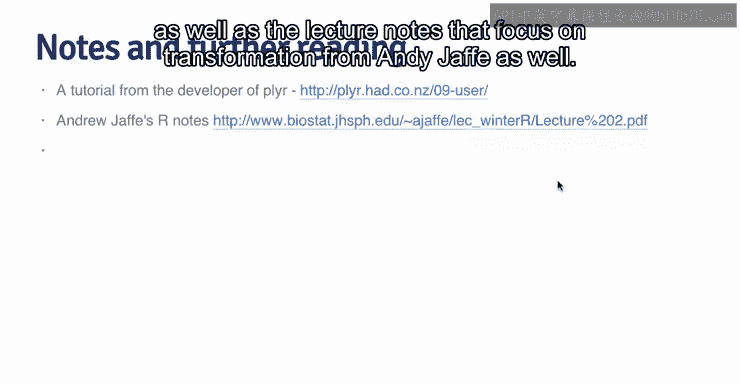 as well as the lecture notes that focus on
transformation from Andy Jaffe as well.
Notes and further reading
A tutorial from the developer of plyr - http://plyr.had.co.nz/09-user/
Andrew Jaffe's R notes http://www.biostat.jhsph.edu/~ajaffe/lec_winterR/Lecture%202.pdf